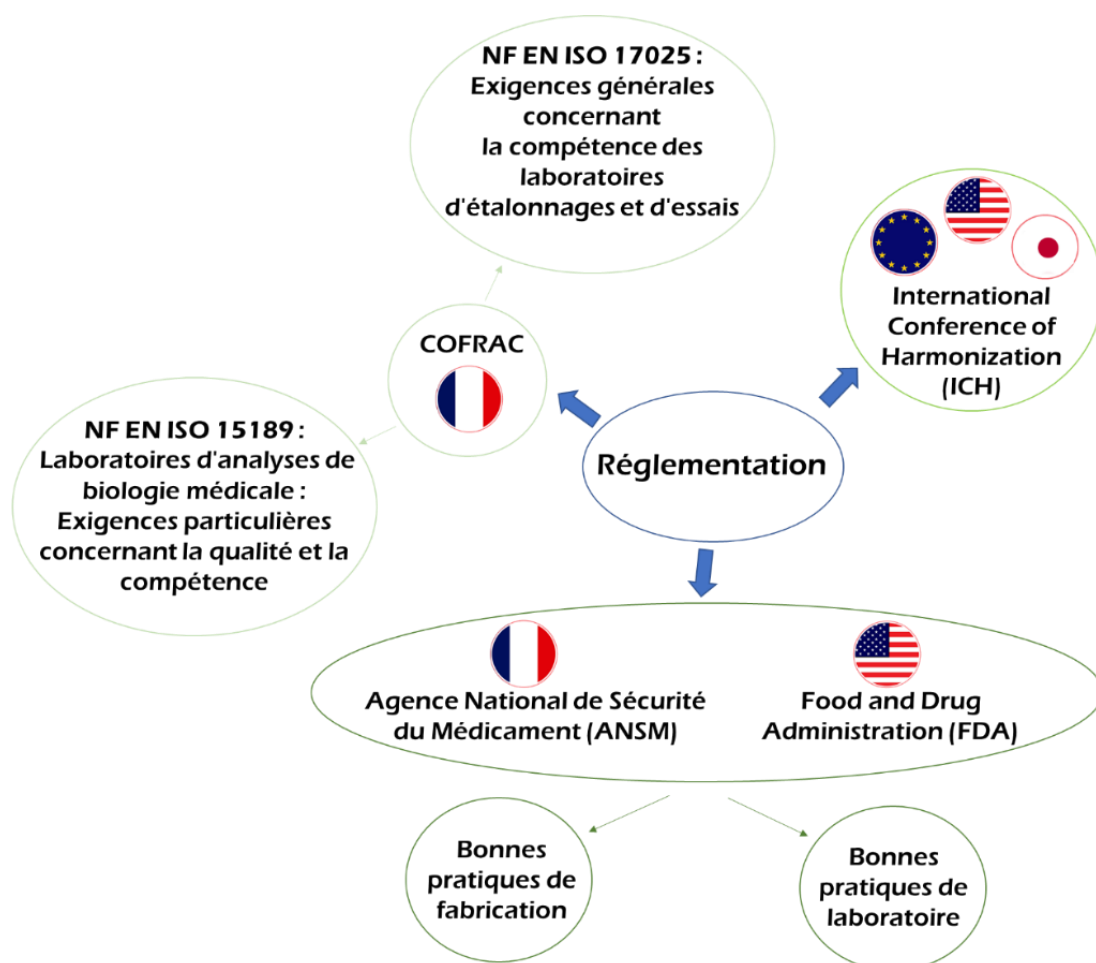 NF EN ISO 17025 :
Exigences générales
concernant
la compétence des
laboratoires
d'étalonnages et d'essais
International
Conference of
Harmonization
(ICH)
COFRAC
NF EN ISO 15189 :
Laboratoires d'analyses de
biologie médicale :
Exigences particulières
concernant la qualité et la
compétence
Réglementation
Agence National de Sécurité
du Médicament (ANSM)
Food and Drug
Administration (FDA)
Bonnes
pratiques de
fabrication
Bonnes
pratiques de
laboratoire